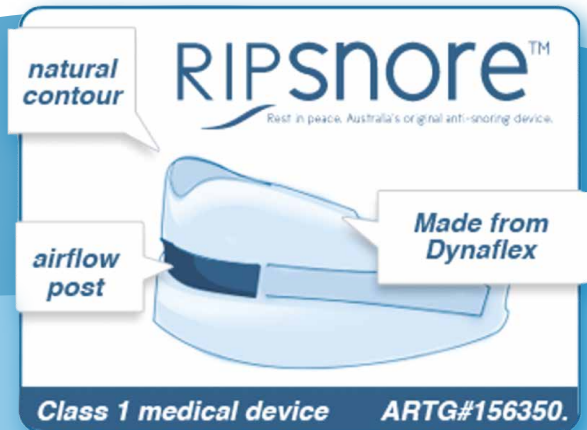 RIPSnore™
Rest in peace. Australia's original anti-snoring device.
natural
contour
Made from
Dynaflex
airflow
post
Class 1 medical device ARTG#156350.